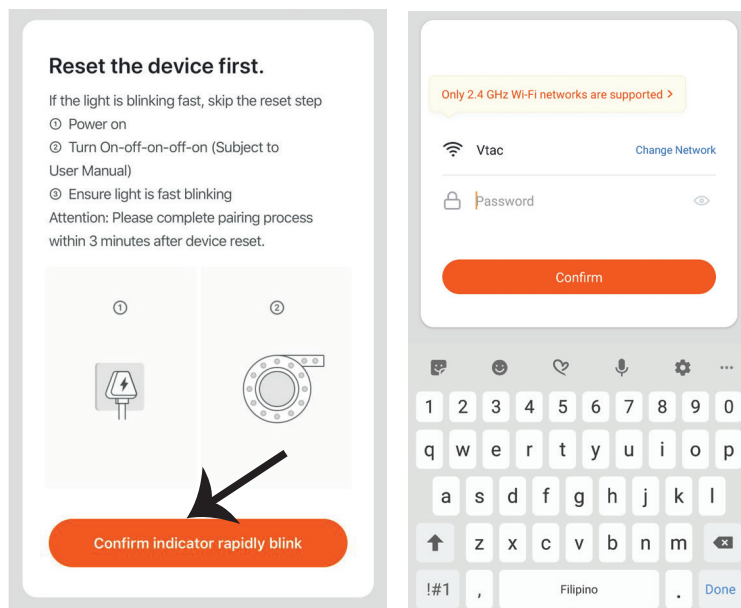 Reset the device first.
If the light is blinking fast, skip the reset step
① Power on
② Turn On-off-on-off-on (Subject to
User Manual)
③ Ensure light is fast blinking
Attention: Please complete pairing process
within 3 minutes after device reset.
①
②
Confirm indicator rapidly blink
Only 2.4 GHz Wi-Fi networks are supported >
Vtac Change Network
Password
Confirm
1 2 3 4 5 6 7 8 9 0
q w e r t y u i o p
a s d f g h j k l
z x c v b n m
!#1 , Filipino . Done